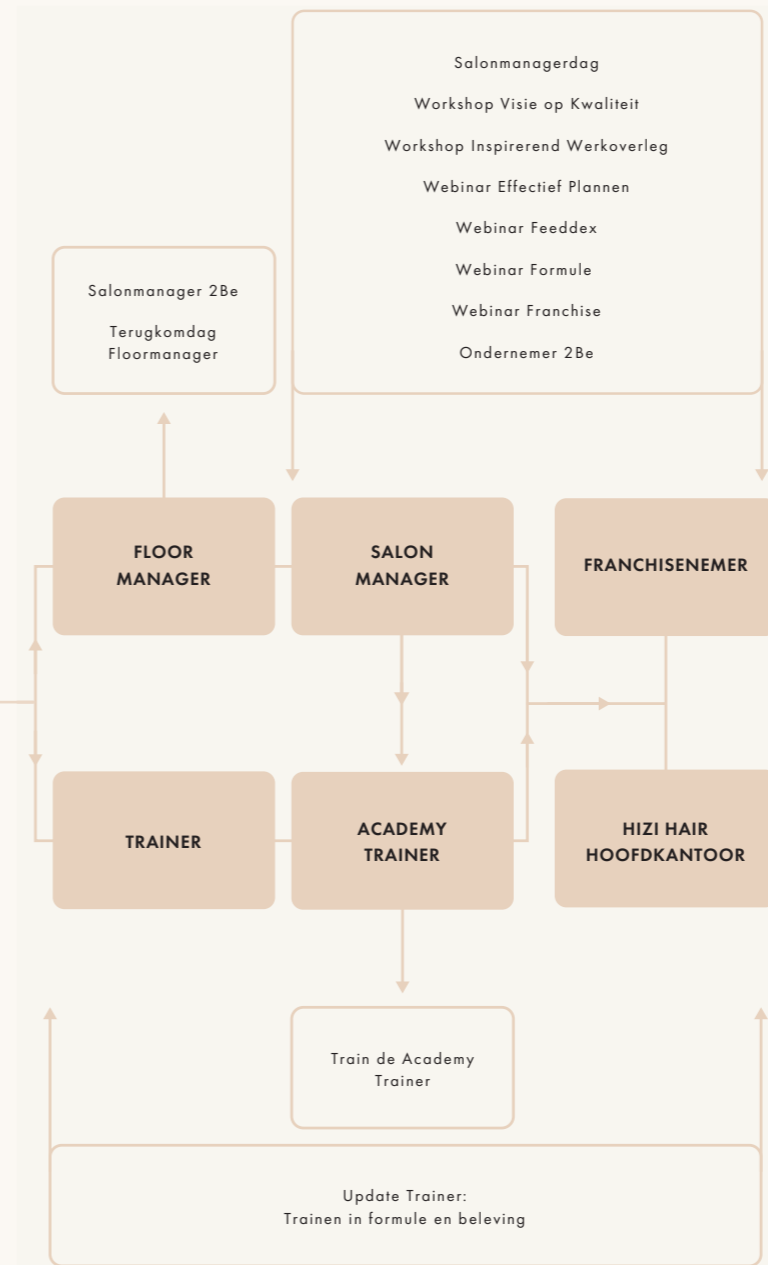 Salonmanagerdag
Workshop Visie op Kwaliteit
Workshop Inspirerend Werkoverleg
Webinar Effectief Plannen
Webinar Feeddex
Webinar Formule
Webinar Franchise
Ondernemer 2Be
Salonmanager 2Be
Terugkomdag
Floormanager
FLOOR
MANAGER
SALON
MANAGER
FRANCHISENEMER
TRAINER
ACADEMY
TRAINER
HIZI HAIR
HOOFDKANTOOR
Train de Academy
Trainer
Update Trainer:
Trainen in formule en beleving